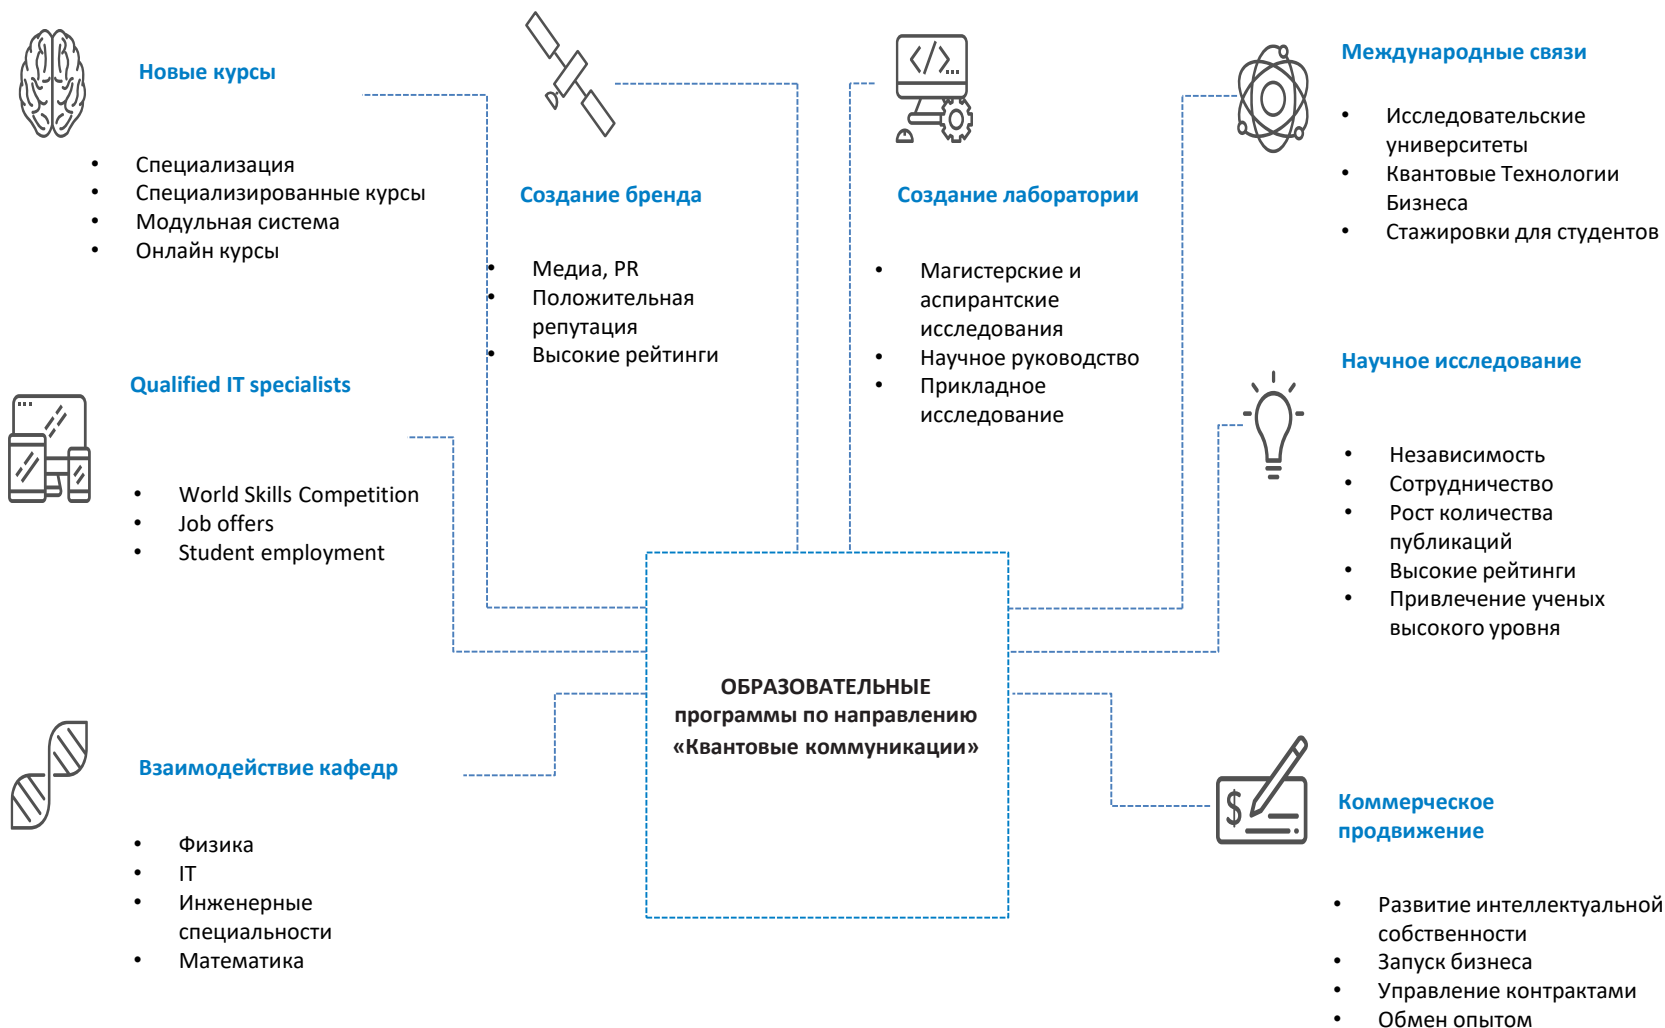 Новые курсы
• Специализация
• Специализированные курсы
• Модульная система
• Онлайн курсы
Создание бренда
• Медиа, PR
• Положительная
репутация
• Высокие рейтинги
</>...
Создание лаборатории
• Магистерские и
аспирантские
исследования
• Научное руководство
• Прикладное
исследование
Международные связи
• Исследовательские
университеты
• Квантовые Технологии
Бизнеса
• Стажировки для студентов
Qualified IT specialists
• World Skills Competition
• Job offers
• Student employment
Научное исследование
• Независимость
• Сотрудничество
• Рост количества
публикаций
• Высокие рейтинги
• Привлечение ученых
высокого уровня
ОБРАЗОВАТЕЛЬНЫЕ
программы по направлению
«Квантовые коммуникации»
Взаимодействие кафедр
• Физика
• IT
• Инженерные
специальности
• Математика
$
Коммерческое
продвижение
• Развитие интеллектуальной
собственности
• Запуск бизнеса
• Управление контрактами
• Обмен опытом